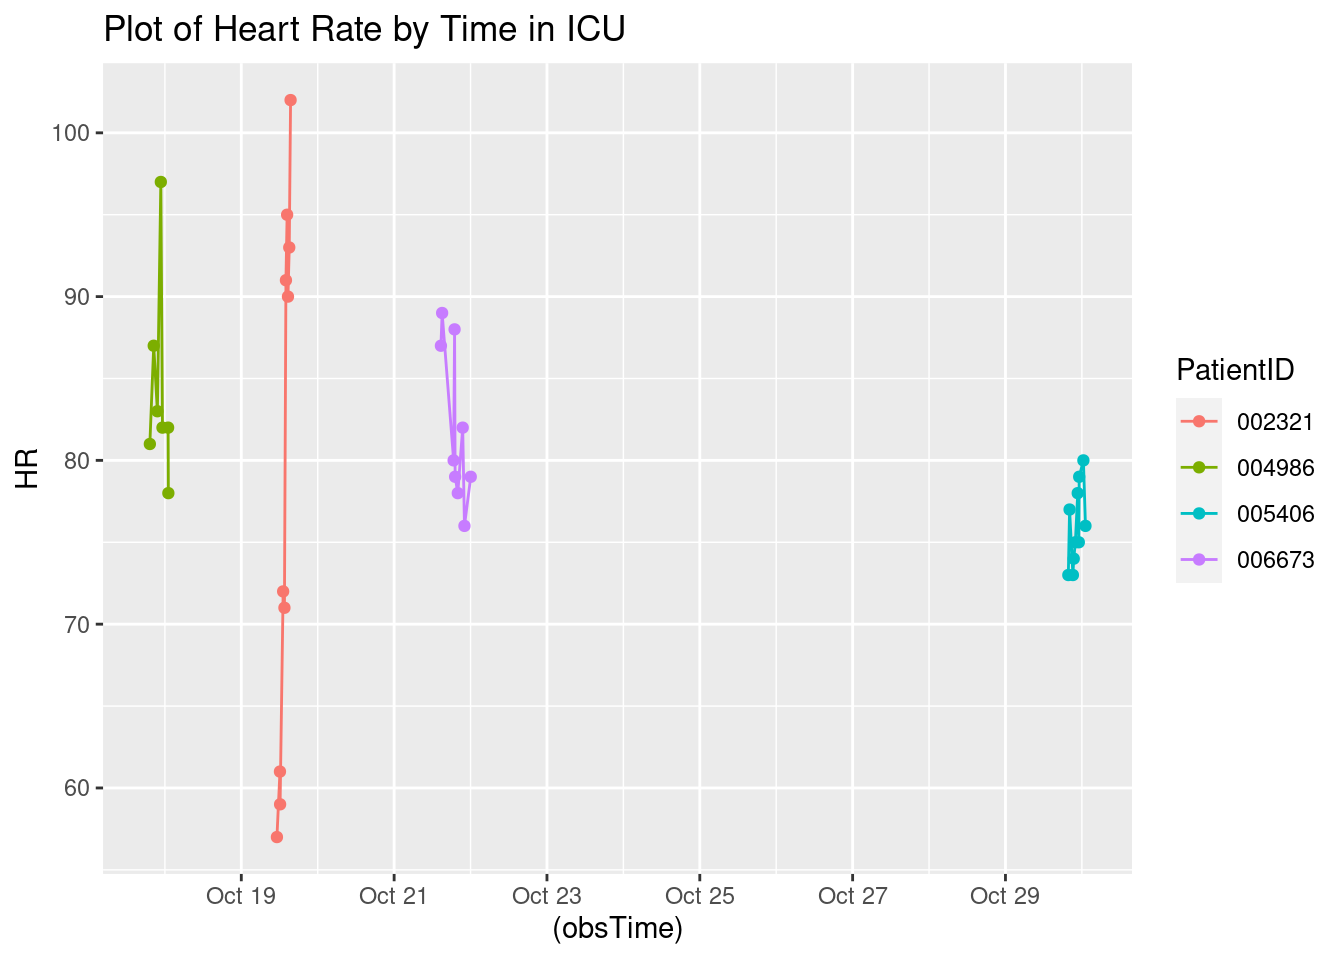 Plot of Heart Rate by Time in ICU
100
90
80
70
60
HR
Oct 19
Oct 21
Oct 23
Oct 25
Oct 27
Oct 29
(obsTime)
PatientID
002321
004986
005406
006673